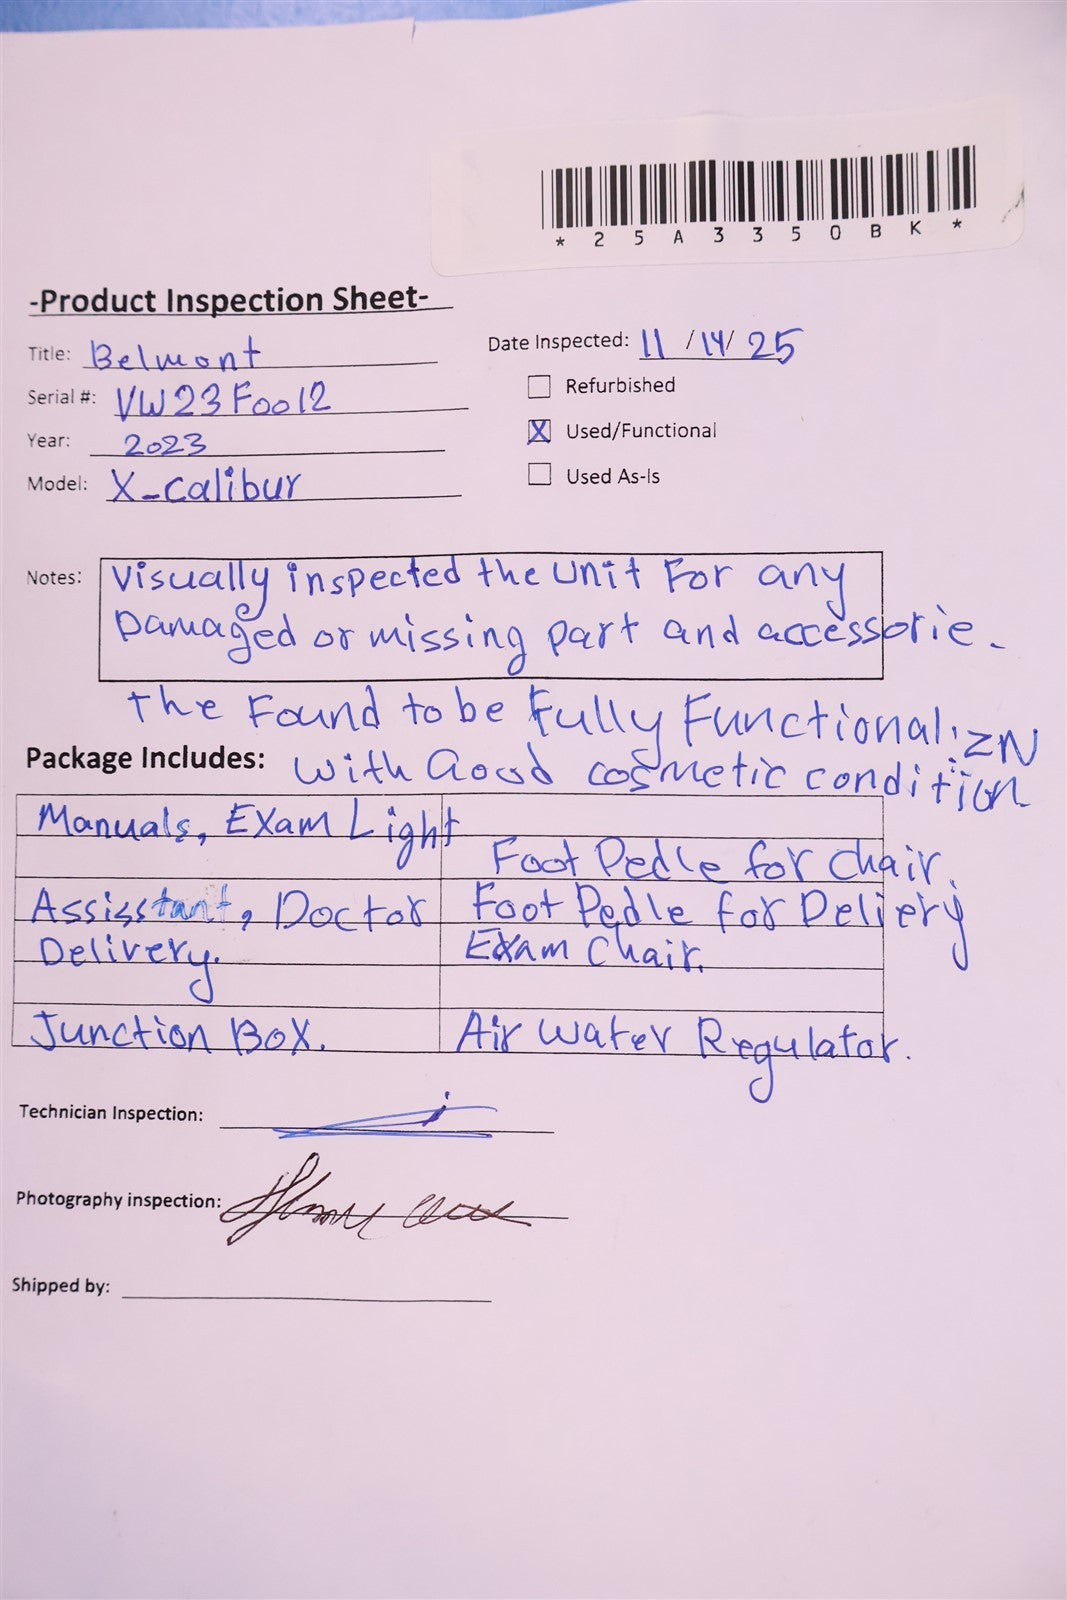 * 2 5 A 3 3 5 0 B K *
-Product Inspection Sheet-
Title: Belmont
Date Inspected: 11 /14/ 25
Serial #: VW23F0012
Refurbished
Year: 2023
X Used/Functional
Model: X-calibur
Used As-Is
Notes: Visually inspected the unit For any
Damaged or missing part and accessorie.
the Found to be Fully Functional. ZN
Package Includes: with Good cosmetic condition
Manuals, Exam Light
Foot Pedle for chair.
Assisstant, Doctor Foot Pedle for Deliery
Delivery. Exam Chair.
Junction Box. Air Water Regulator.
Technician Inspection:
Photography inspection:
Shipped by: